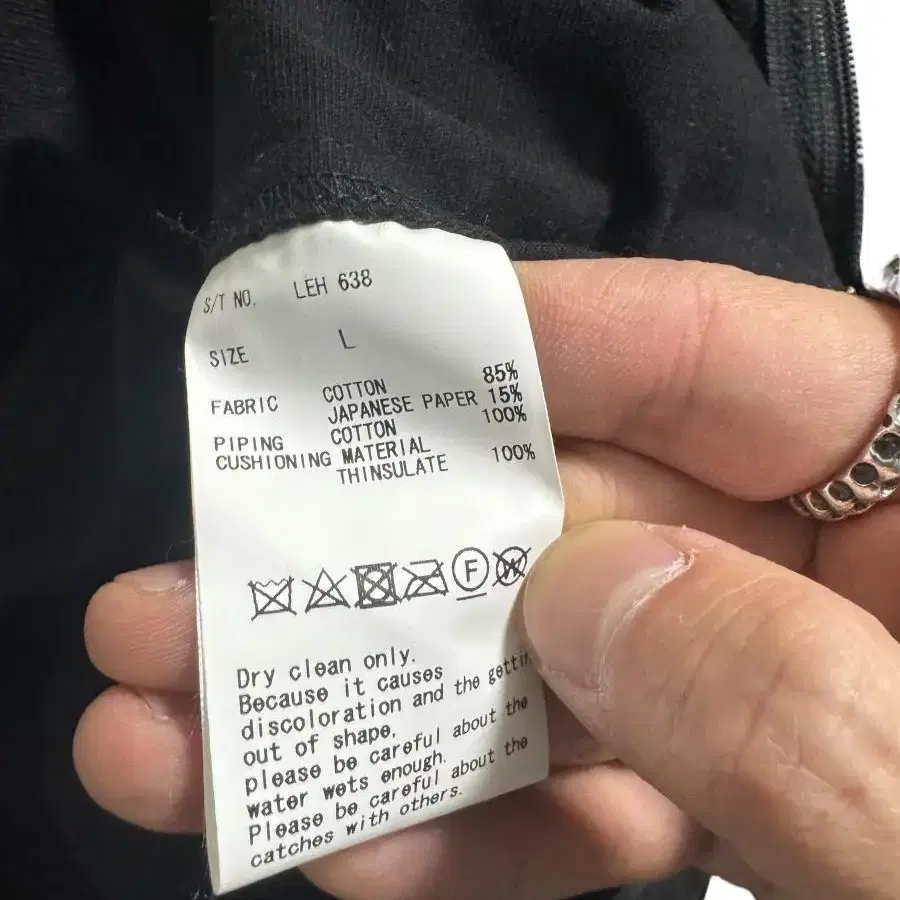 S/T NO. LEH 638
SIZE L
FABRIC COTTON 85%
JAPANESE PAPER 15%
PIPING COTTON 100%
CUSHIONING MATERIAL
THINSULATE 100%
F W
Dry clean only.
Because it causes
discoloration and the
out of shape,
please be careful about the
water wets enough.
Please be careful about the
catches with others.